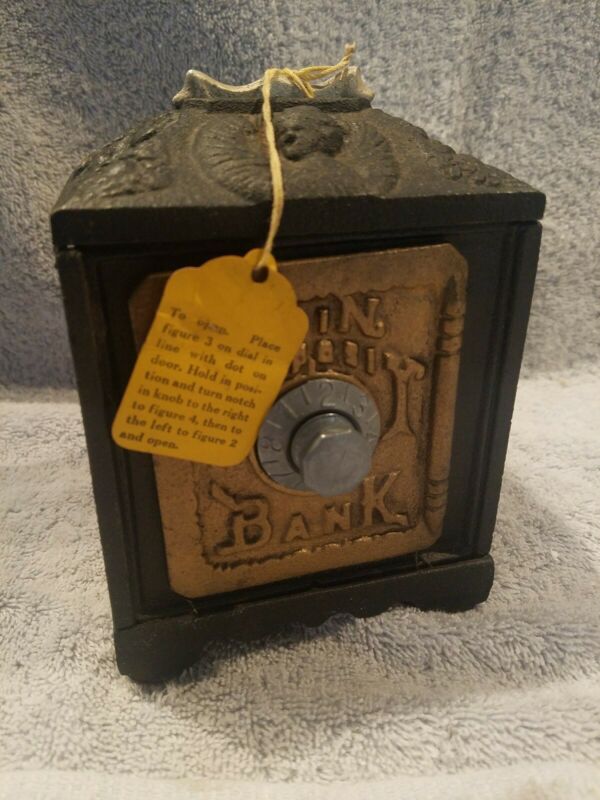 To open. Place
figure 3 on dial in
line with dot on
door. Hold in posi-
tion and turn notch
in knob to the right
to figure 4, then to
the left to figure 2
and open.
IN
BANK